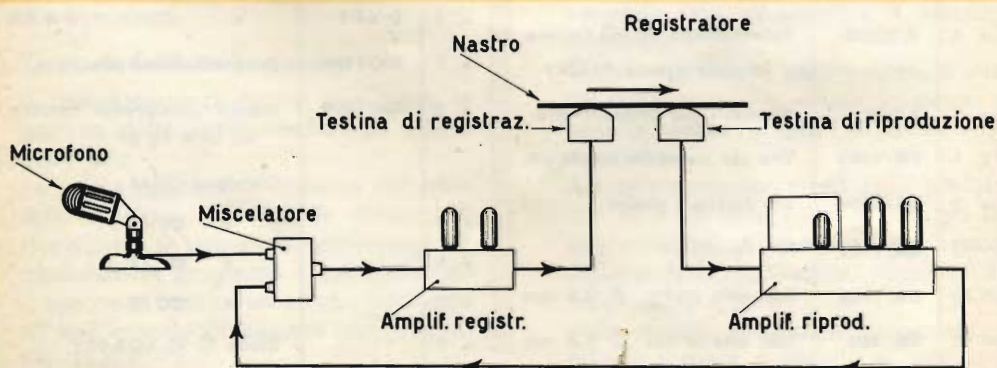 Registratore
Nastro
Testina di registraz.
Testina di riproduzione
Microfono
Miscelatore
Amplif. registr.
Amplif. riprod.